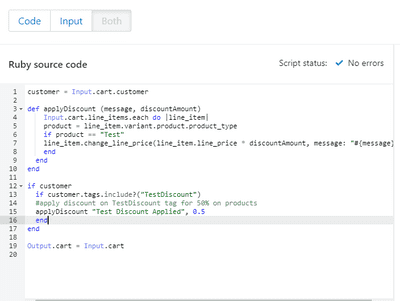 Code Input Both
Ruby source code Script status: ✓ No errors
1 customer = Input.cart.customer
2
3 def applyDiscount (message, discountAmount)
4 Input.cart.line_items.each do |line_item|
5 product = line_item.variant.product.product_type
6 if product == "Test"
7 line_item.change_line_price(line_item.line_price * discountAmount, message: "#{message}
8 end
9 end
10 end
11
12 if customer
13 if customer.tags.include?("TestDiscount")
14 #apply discount on TestDiscount tag for 50% on products
15 applyDiscount "Test Discount Applied", 0.5
16 end
17 end
18
19 Output.cart = Input.cart
20